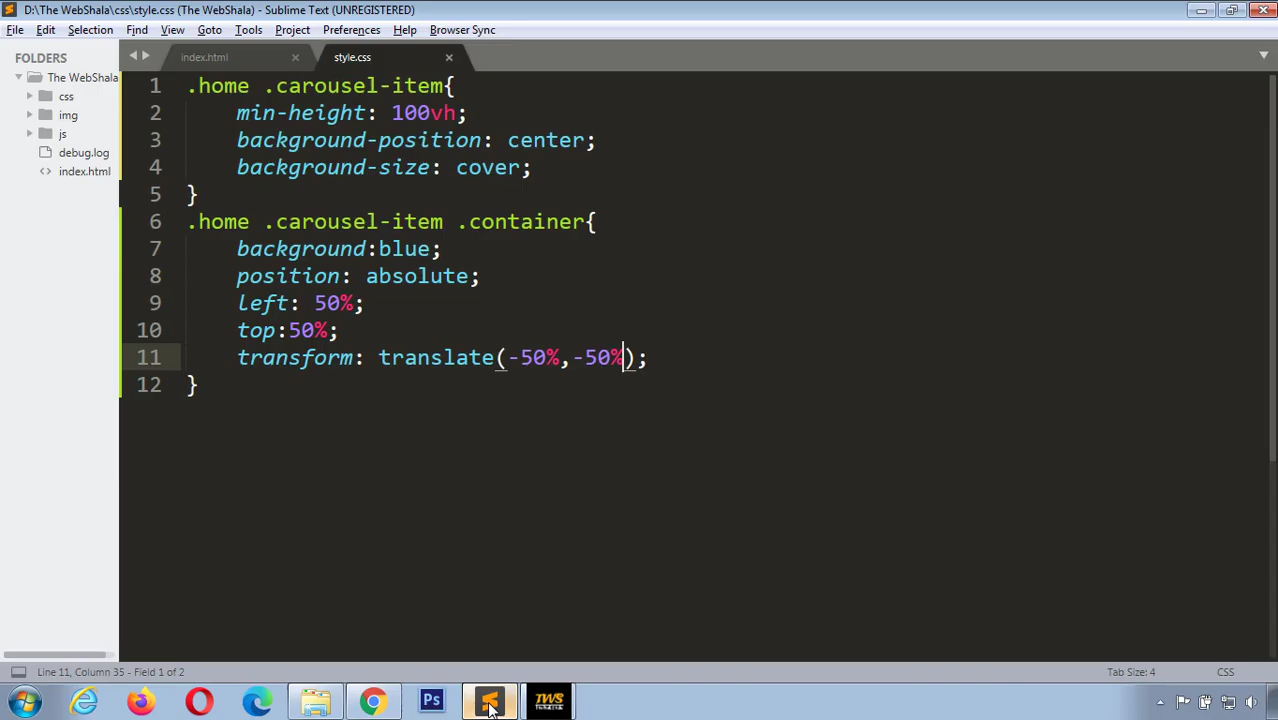 D:\The WebShala\css\style.css (The WebShala) - Sublime Text (UNREGISTERED)
File Edit Selection Find View Goto Tools Project Preferences Help Browser Sync
FOLDERS
The WebShala
css
img
js
debug.log
index.html
index.html
style.css
1 .home .carousel-item{
2 min-height: 100vh;
3 background-position: center;
4 background-size: cover;
5 }
6 .home .carousel-item .container{
7 background:blue;
8 position: absolute;
9 left: 50%;
10 top:50%;
11 transform: translate(-50%,-50%);
12 }
Line 11, Column 35 - Field 1 of 2
Tab Size: 4
CSS
Ps
TWS